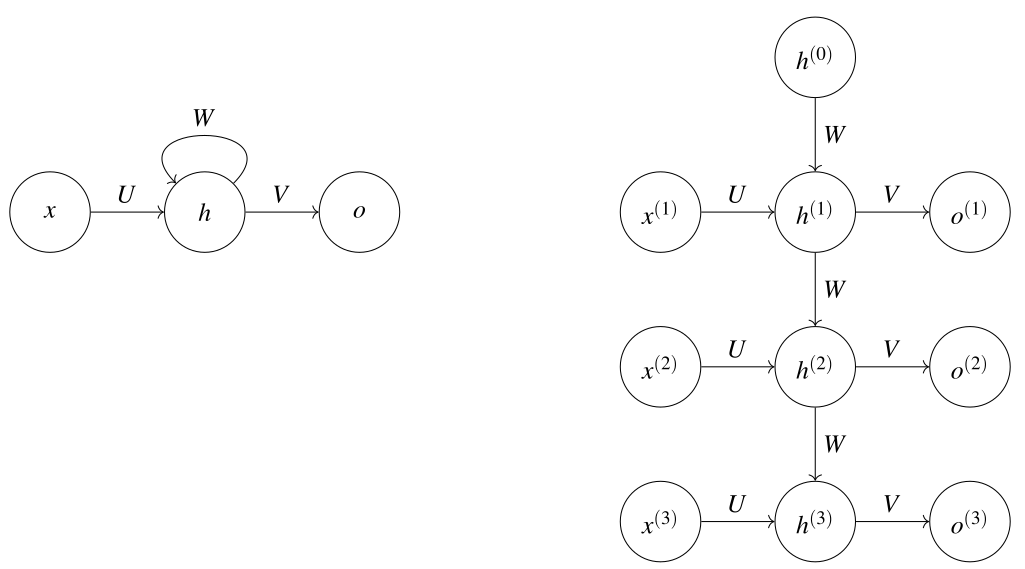 h^(0)
W
W
U V
x h o
U V
x^(1) h^(1) o^(1)
W
U V
x^(2) h^(2) o^(2)
W
U V
x^(3) h^(3) o^(3)